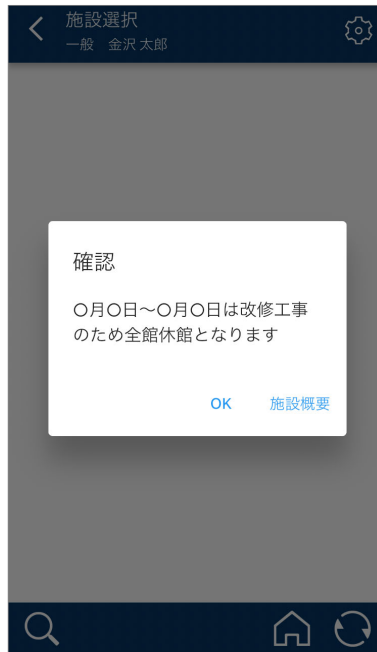 施設選択
一般　金沢 太郎
確認
〇月〇日～〇月〇日は改修工事
のため全館休館となります
OK　施設概要